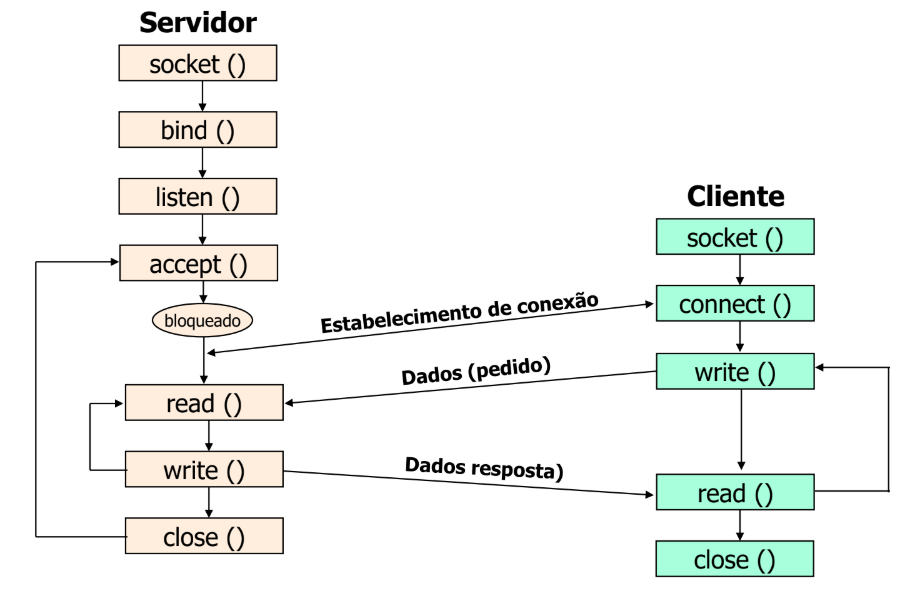 Servidor
socket ()
bind ()
listen ()
accept ()
bloqueado
read ()
write ()
close ()
Estabelecimento de conexão
Dados (pedido)
Dados resposta)
Cliente
socket ()
connect ()
write ()
read ()
close ()